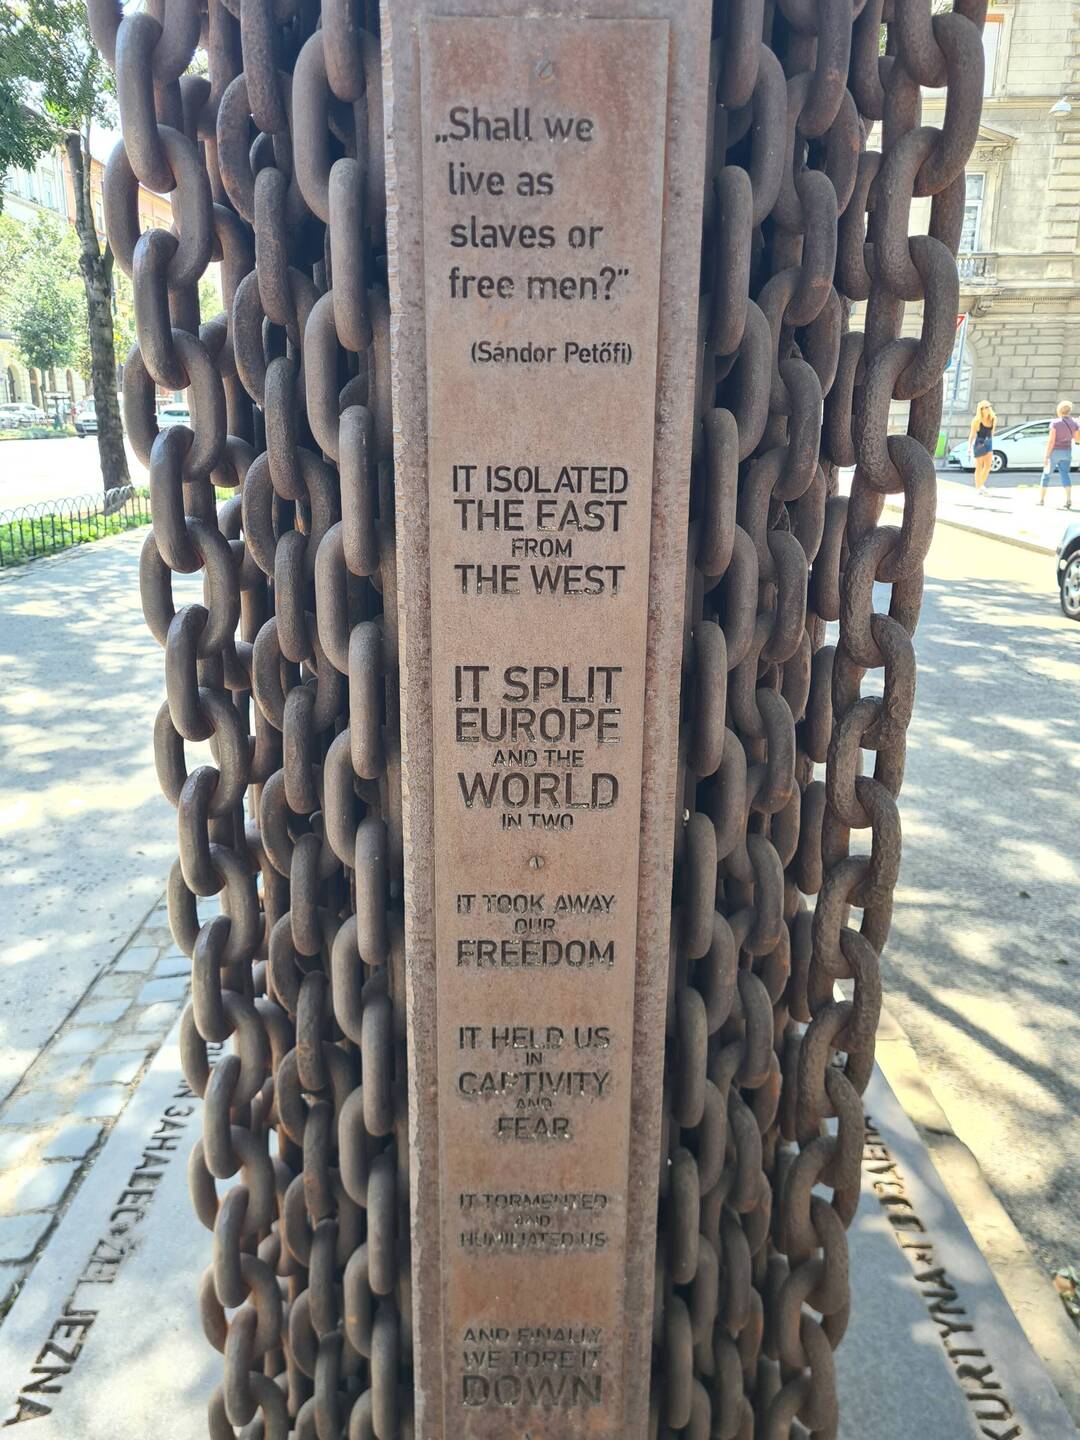 „Shall we
live as
slaves or
free men?”
(Sándor Petőfi)
IT ISOLATED
THE EAST
FROM
THE WEST
IT SPLIT
EUROPE
AND THE
WORLD
IN TWO
IT TOOK AWAY
OUR
FREEDOM
IT HELD US
IN
CAPTIVITY
AND
FEAR
IT TORMENTED
AND
HUMILIATED US
AND FINALLY
WE TORE IT
DOWN
ZAHALEC ★ ŽELJEZNA
KURTYNA ★